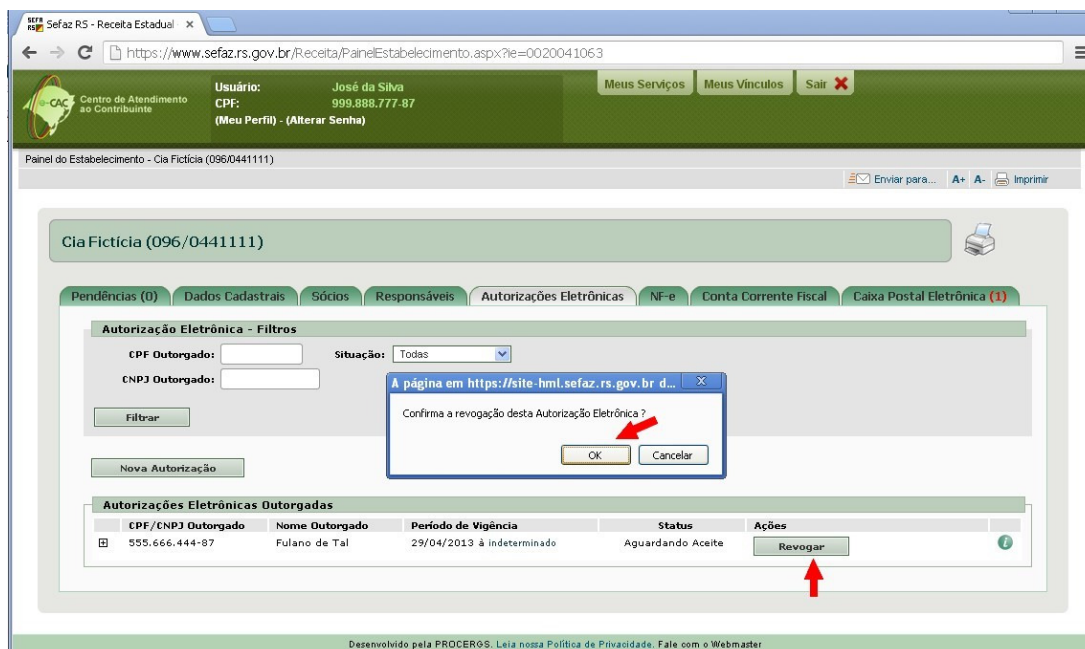 Sefaz RS - Receita Estadual
https://www.sefaz.rs.gov.br/Receita/PainelEstabelecimento.aspx?ie=0020041063
e-CAC Centro de Atendimento ao Contribuinte
Usuário: José da Silva
CPF: 999.888.777-87
(Meu Perfil) - (Alterar Senha)
Meus Serviços Meus Vínculos Sair
Painel do Estabelecimento - Cia Fictícia (096/0441111)
Enviar para... A+ A- Imprimir
Cia Fictícia (096/0441111)
Pendências (0) Dados Cadastrais Sócios Responsáveis Autorizações Eletrônicas NF-e Conta Corrente Fiscal Caixa Postal Eletrônica (1)
Autorização Eletrônica - Filtros
CPF Outorgado: Situação: Todas
CNPJ Outorgado:
Filtrar
A página em https://site-hml.sefaz.rs.gov.br d...
Confirma a revogação desta Autorização Eletrônica ?
OK Cancelar
Nova Autorização
Autorizações Eletrônicas Outorgadas
CPF/CNPJ Outorgado Nome Outorgado Período de Vigência Status Ações
555.666.444-87 Fulano de Tal 29/04/2013 à indeterminado Aguardando Aceite Revogar
Desenvolvido pela PROCERGS. Leia nossa Política de Privacidade. Fale com o Webmaster